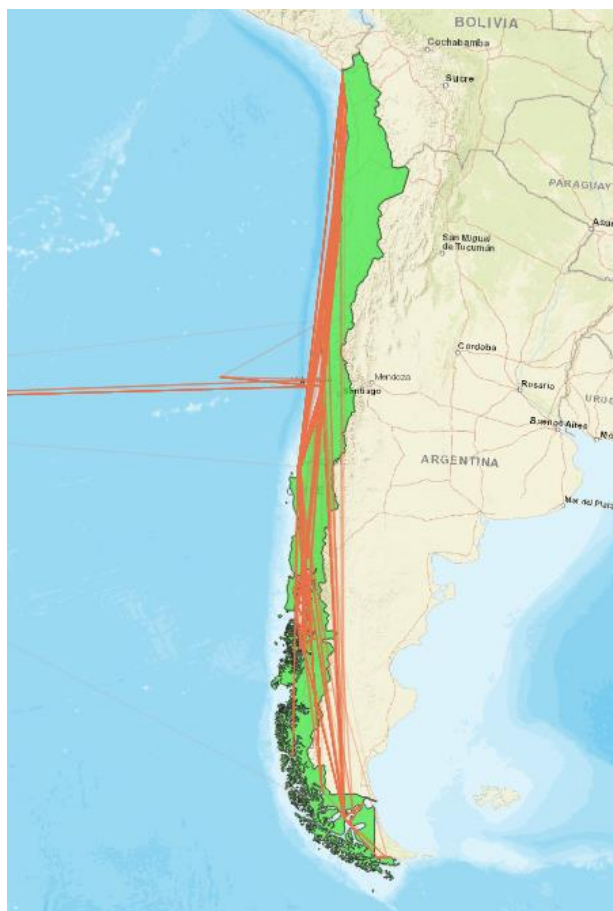 BOLIVIA
Cochabamba
Sucre
PARAGUAY
San Miguel
de Tucumán
Córdoba
Mendoza
Santiago
Rosario
Buenos Aires
ARGENTINA
Mar del Plata